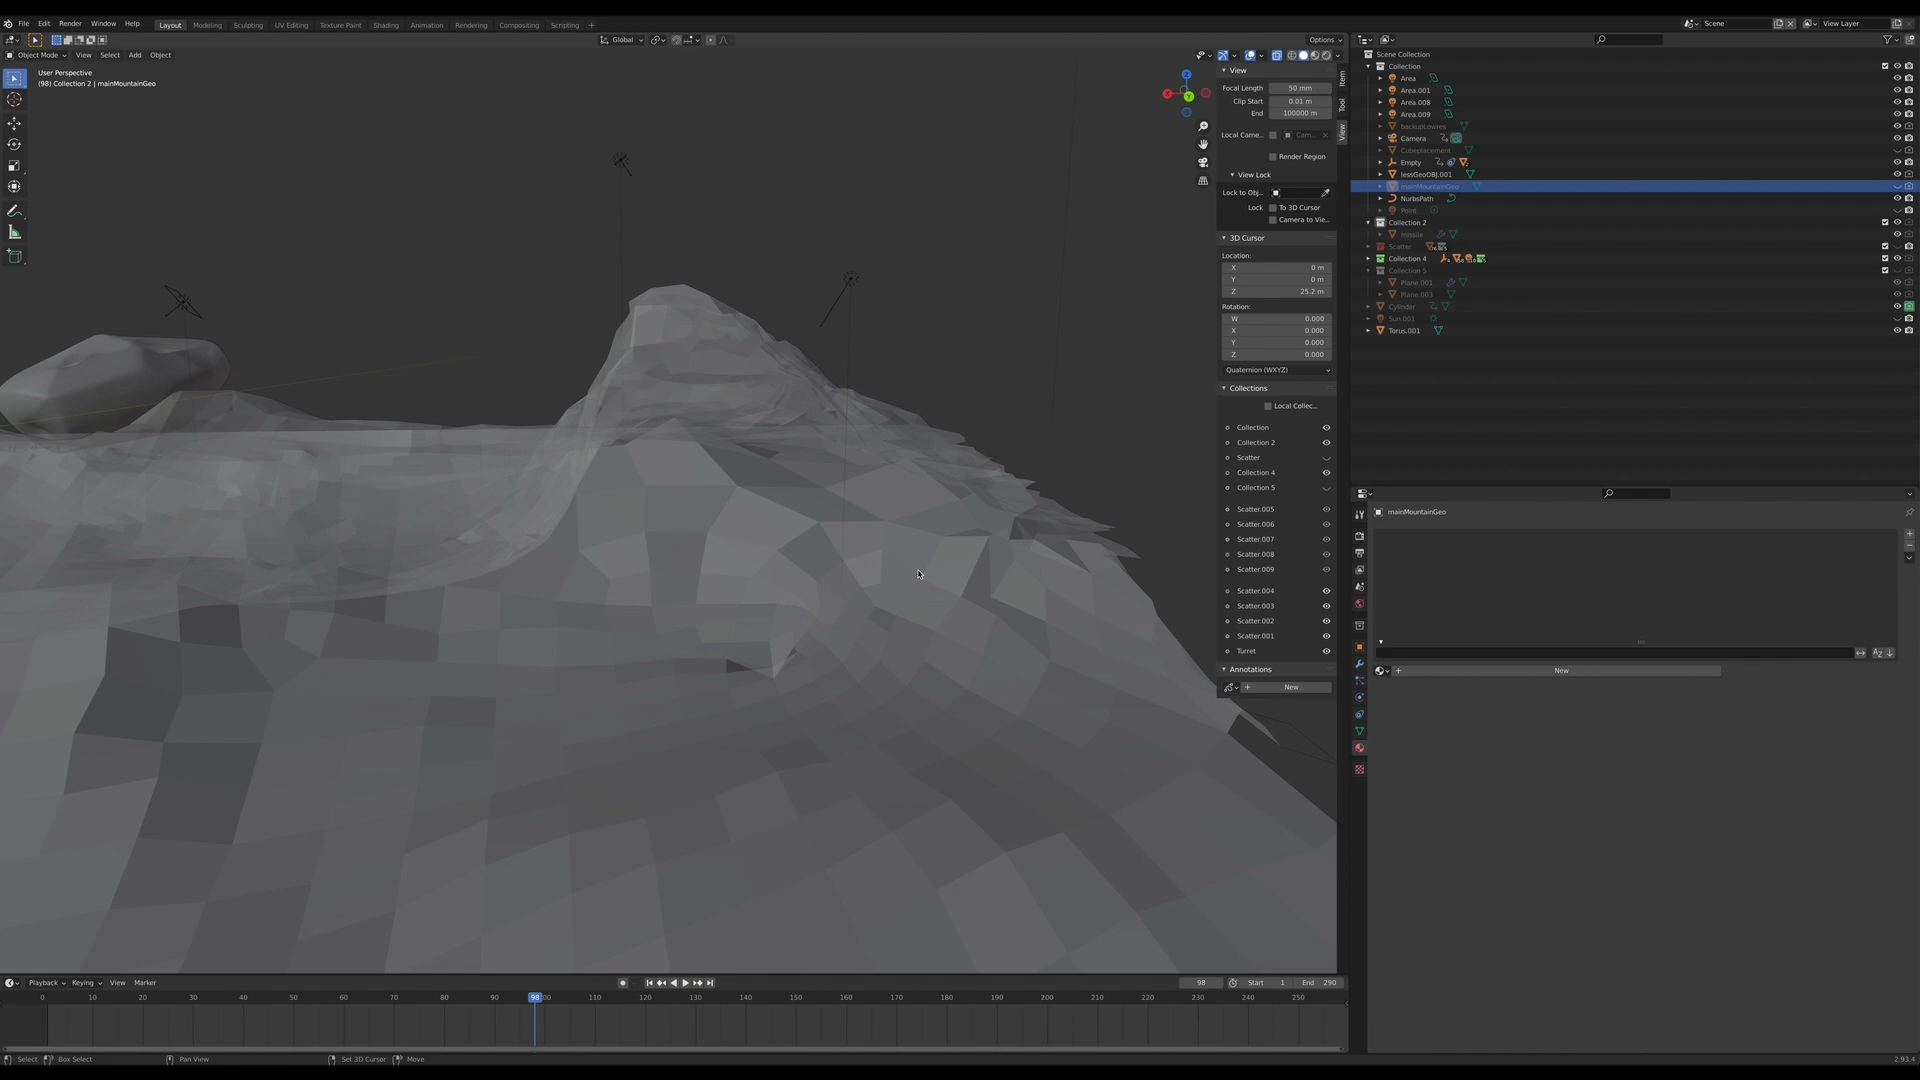 File Edit Render Window Help Layout Modeling Sculpting UV Editing Texture Paint Shading Animation Rendering Compositing Scripting + Scene View Layer
Global Options
Object Mode View Select Add Object
User Perspective
(98) Collection 2 | mainMountainGeo
View
Focal Length 50 mm
Clip Start 0.01 m
End 100000 m
Local Came... Cam...
Render Region
View Lock
Lock to Obj...
Lock To 3D Cursor
Camera to Vie...
3D Cursor
Location:
X 0 m
Y 0 m
Z 25.2 m
Rotation:
W 0.000
X 0.000
Y 0.000
Z 0.000
Quaternion (WXYZ)
Collections
Local Collec...
Collection
Collection 2
Scatter
Collection 4
Collection 5
Scatter.005
Scatter.006
Scatter.007
Scatter.008
Scatter.009
Scatter.004
Scatter.003
Scatter.002
Scatter.001
Turret
Annotations
+ New
Item
Tool
View
X
Y
Z
Scene Collection
Collection
Area
Area.001
Area.008
Area.009
backupLowres
Camera
Cubeplacement
Empty
lessGeoOBJ.001
mainMountainGeo
NurbsPath
Point
Collection 2
missile
Scatter
Collection 4
Collection 5
Plane.001
Plane.003
Cylinder
Sun.001
Torus.001
mainMountainGeo
+ New
Playback Keying View Marker 98 Start 1 End 290
0 10 20 30 40 50 60 70 80 90 98 110 120 130 140 150 160 170 180 190 200 210 220 230 240 250
Select Box Select Pan View Set 3D Cursor Move 2.93.4